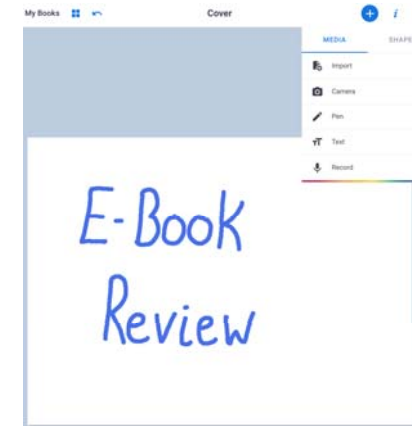 My Books Cover
MEDIA SHAPE
Import
Camera
Pen
Text
Record
E-Book
Review